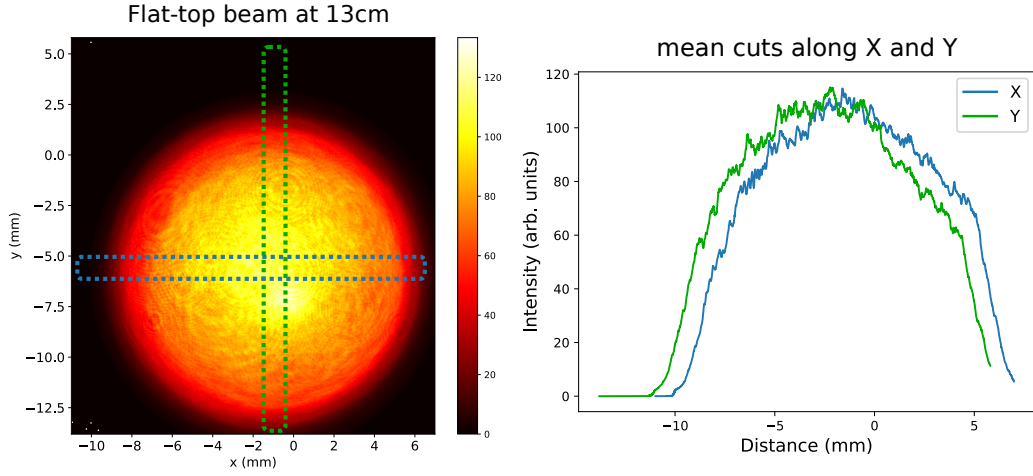 Flat-top beam at 13cm
5.0
2.5
0.0
−2.5
−5.0
−7.5
−10.0
−12.5
y (mm)
−10 −8 −6 −4 −2 0 2 4 6
x (mm)
120
100
80
60
40
20
0
mean cuts along X and Y
120
100
80
60
40
20
0
Intensity (arb. units)
X
Y
−10 −5 0 5
Distance (mm)